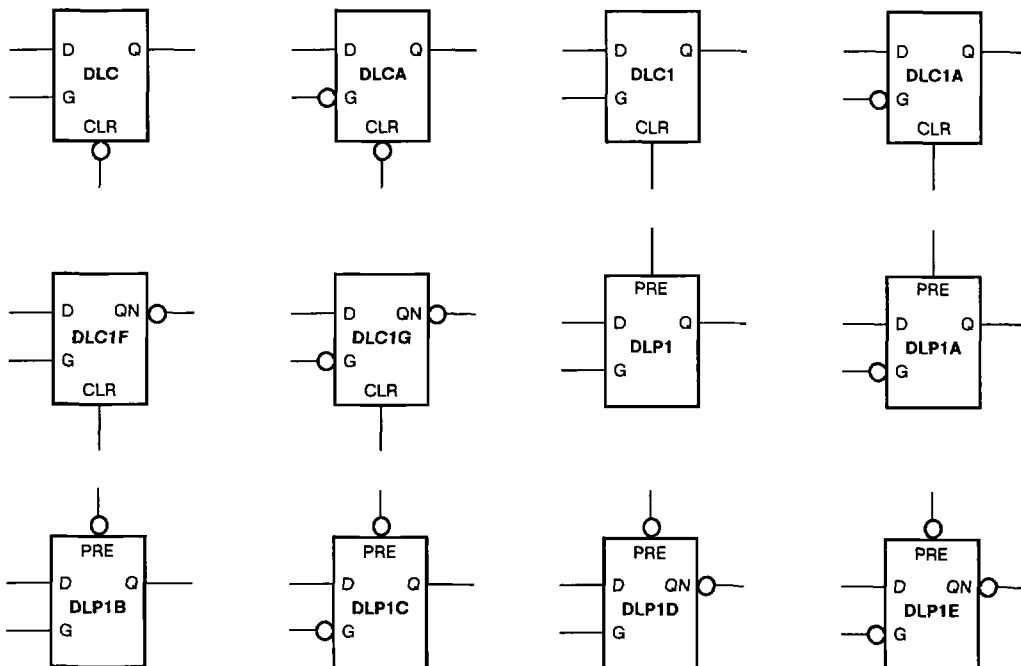 D Q D Q D Q D Q
DLC DLCA DLC1 DLC1A
G G G G
CLR CLR CLR CLR
PRE PRE
D QN D QN D Q D Q
DLC1F DLC1G DLP1 DLP1A
G G G G
CLR CLR
PRE PRE PRE PRE
D Q D Q D QN D QN
DLP1B DLP1C DLP1D DLP1E
G G G G